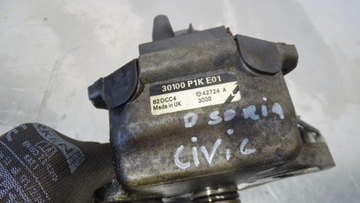 30100 P1K E01
82DCC4 ⊙42724 A
Made in UK 3000
D SERIA
CIVIC